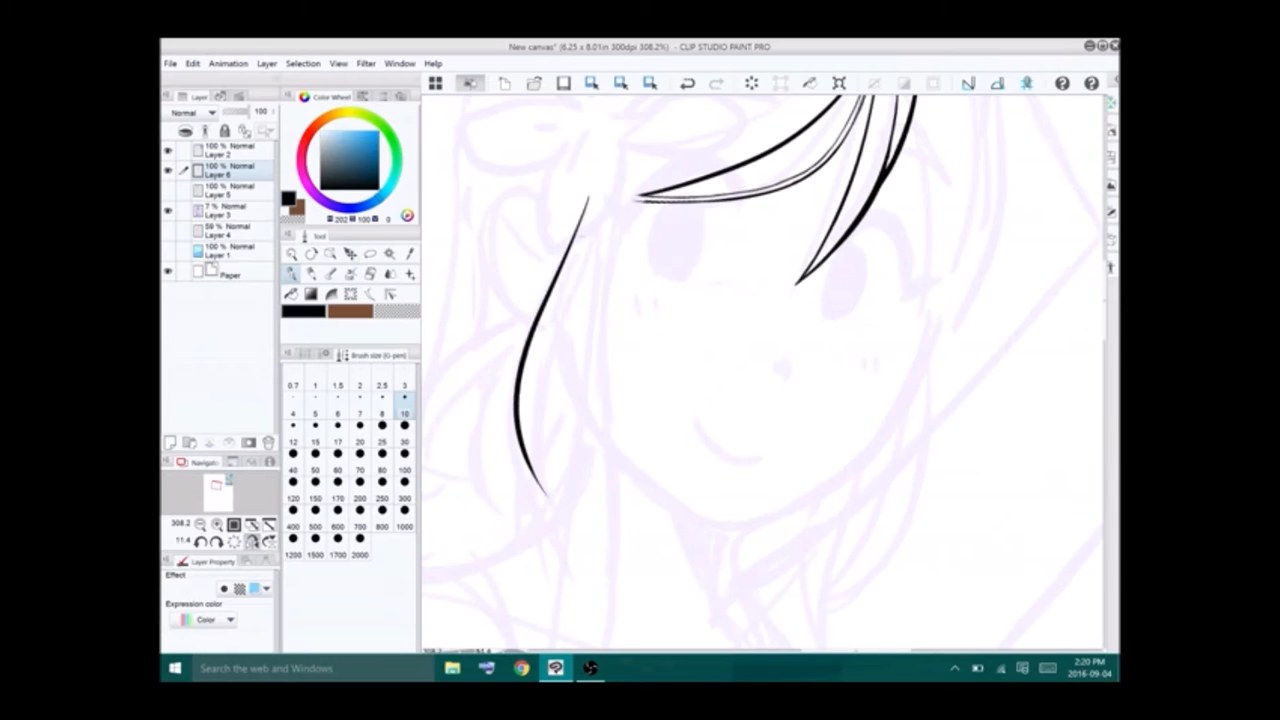 New canvas* (6.25 x 8.01in 300dpi 308.2%) - CLIP STUDIO PAINT PRO
File Edit Animation Layer Selection View Filter Window Help
Layer
Color Wheel
Normal 100
100 % Normal
Layer 2
100 % Normal
Layer 6
100 % Normal
Layer 5
7 % Normal
Layer 3
59 % Normal
Layer 4
100 % Normal
Layer 1
Paper
202 100 0
Tool
Brush size [G-pen]
0.7 1 1.5 2 2.5 3
4 5 6 7 8 10
12 15 17 20 25 30
40 50 60 70 80 100
120 150 170 200 250 300
400 500 600 700 800 1000
1200 1500 1700 2000
Navigato
308.2
11.4
Layer Property
Effect
Expression color
Color
Search the web and Windows
2:20 PM
2016-09-04